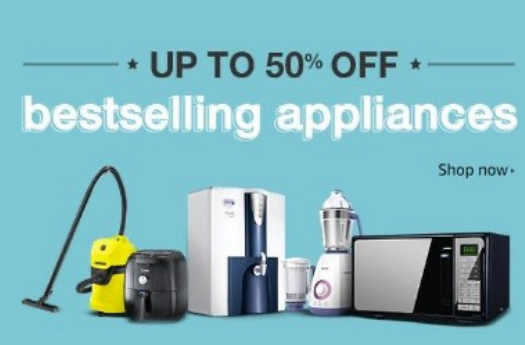 ★ UP TO 50% OFF ★
bestselling appliances
Shop now